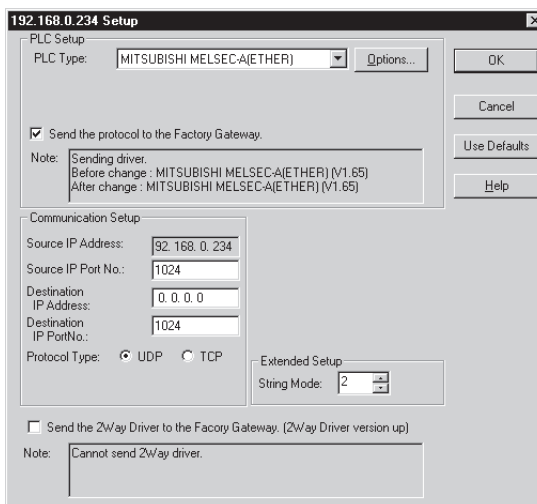 192.168.0.234 Setup
PLC Setup
PLC Type: MITSUBISHI MELSEC-A(ETHER) Options...
OK
Cancel
Send the protocol to the Factory Gateway.
Use Defaults
Note: Sending driver.
Before change : MITSUBISHI MELSEC-A(ETHER) (V1.65)
After change : MITSUBISHI MELSEC-A(ETHER) (V1.65)
Help
Communication Setup
Source IP Address: 92. 168. 0. 234
Source IP Port No.: 1024
Destination
IP Address: 0. 0. 0. 0
Destination
IP PortNo.: 1024
Protocol Type: UDP TCP
Extended Setup
String Mode: 2
Send the 2Way Driver to the Facory Gateway. (2Way Driver version up)
Note: Cannot send 2Way driver.